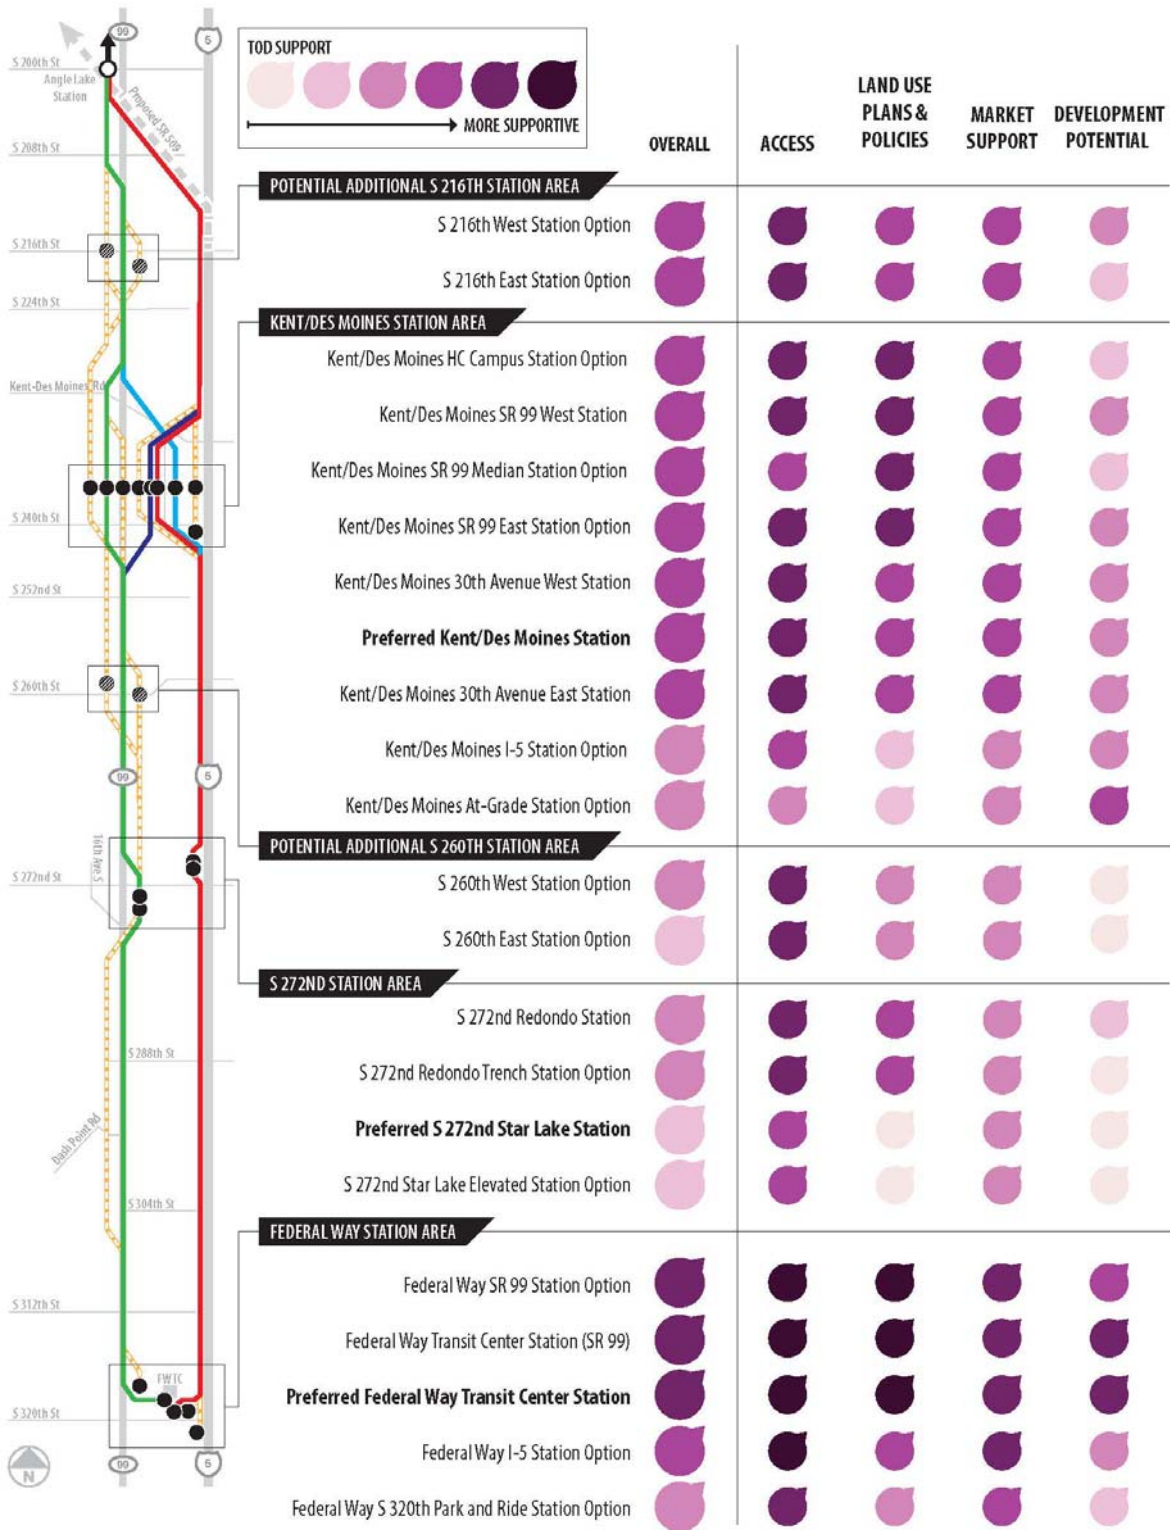 99
5
S 200th St
Angle Lake
Station
Proposed SR 509
S 208th St
S 216th St
S 224th St
Kent-Des Moines Rd
S 240th St
S 252nd St
S 260th St
99
5
16th Ave S
S 272nd St
S 288th St
Dash Point Rd
S 304th St
S 312th St
FWTC
S 320th St
N
99
5
TOD SUPPORT
MORE SUPPORTIVE
OVERALL
ACCESS
LAND USE
PLANS &
POLICIES
MARKET
SUPPORT
DEVELOPMENT
POTENTIAL
POTENTIAL ADDITIONAL S 216TH STATION AREA
S 216th West Station Option
S 216th East Station Option
KENT/DES MOINES STATION AREA
Kent/Des Moines HC Campus Station Option
Kent/Des Moines SR 99 West Station
Kent/Des Moines SR 99 Median Station Option
Kent/Des Moines SR 99 East Station Option
Kent/Des Moines 30th Avenue West Station
Preferred Kent/Des Moines Station
Kent/Des Moines 30th Avenue East Station
Kent/Des Moines I-5 Station Option
Kent/Des Moines At-Grade Station Option
POTENTIAL ADDITIONAL S 260TH STATION AREA
S 260th West Station Option
S 260th East Station Option
S 272ND STATION AREA
S 272nd Redondo Station
S 272nd Redondo Trench Station Option
Preferred S 272nd Star Lake Station
S 272nd Star Lake Elevated Station Option
FEDERAL WAY STATION AREA
Federal Way SR 99 Station Option
Federal Way Transit Center Station (SR 99)
Preferred Federal Way Transit Center Station
Federal Way I-5 Station Option
Federal Way S 320th Park and Ride Station Option